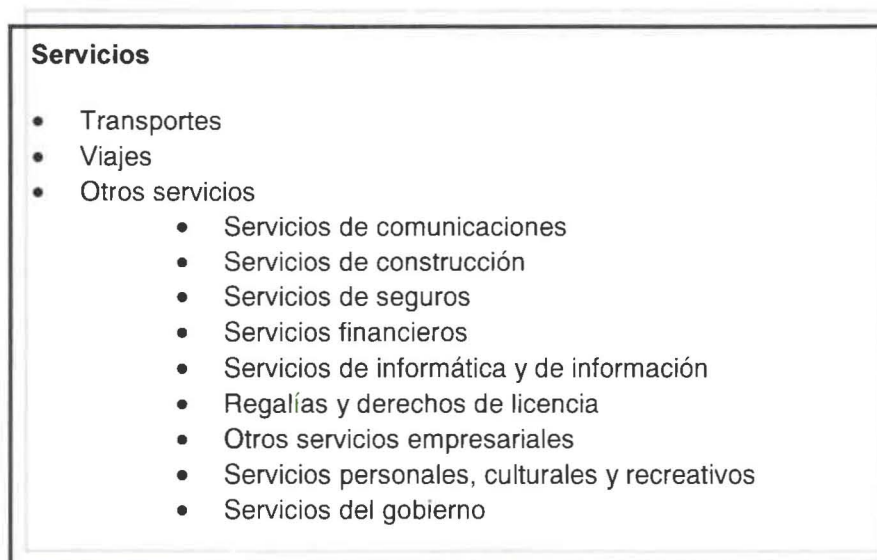 Servicios
• Transportes
• Viajes
• Otros servicios
• Servicios de comunicaciones
• Servicios de construcción
• Servicios de seguros
• Servicios financieros
• Servicios de informática y de información
• Regalías y derechos de licencia
• Otros servicios empresariales
• Servicios personales, culturales y recreativos
• Servicios del gobierno